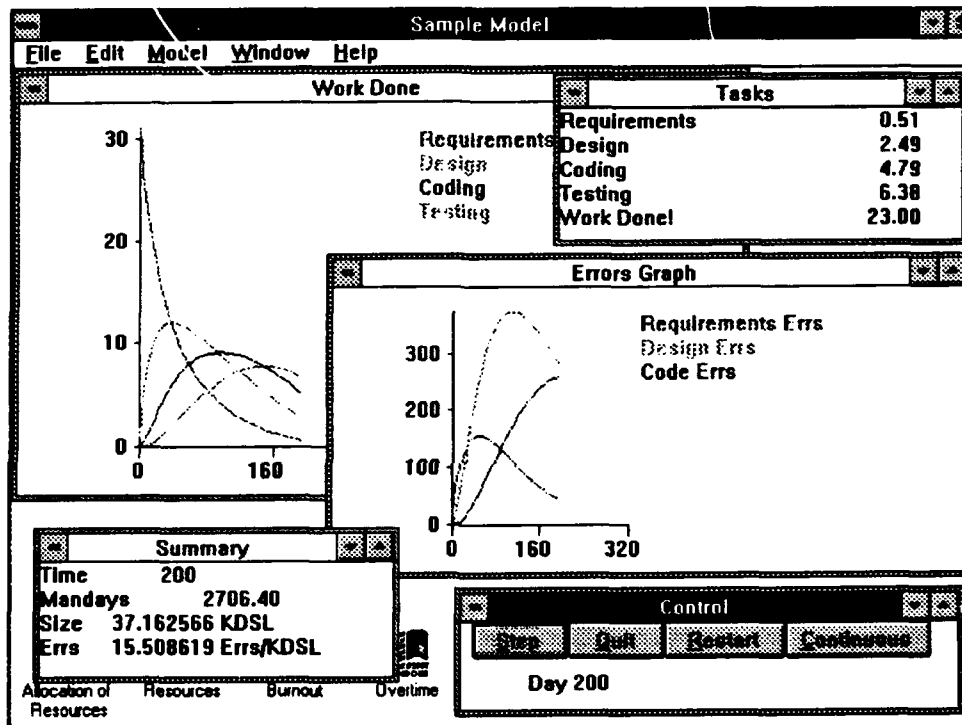 Sample Model
File Edit Model Window Help
Work Done
30
20
10
0
0 160
Requirements
Design
Coding
Testing
Tasks
Requirements 0.51
Design 2.49
Coding 4.79
Testing 6.38
Work Done! 23.00
Errors Graph
300
200
100
0
0 160 320
Requirements Errs
Design Errs
Code Errs
Summary
Time 200
Mandays 2706.40
Size 37.162566 KDSL
Errs 15.508619 Errs/KDSL
Allocation of Resources Burnout Overtime
Resources
Control
Stop Quit Restart Continuous
Day 200